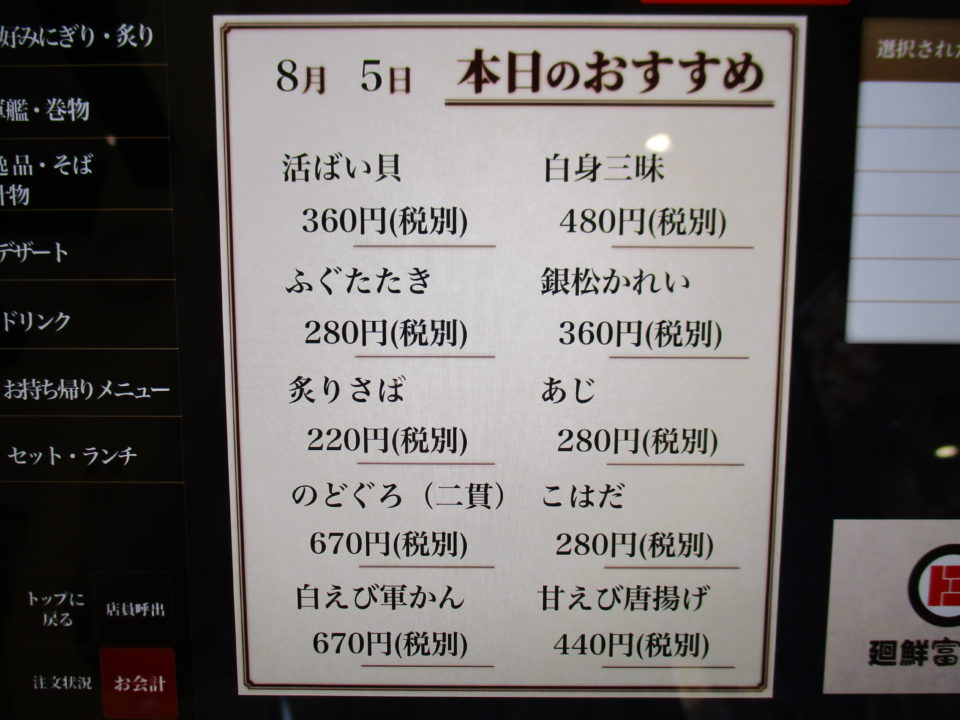 好みにぎり・炙り
軍艦・巻物
逸品・そば
汁物
デザート
ドリンク
お持ち帰りメニュー
セット・ランチ
トップに
戻る
店員呼出
注文状況
お会計
8月 5日 本日のおすすめ
活ばい貝
360円(税別)
白身三昧
480円(税別)
ふぐたたき
280円(税別)
銀松かれい
360円(税別)
炙りさば
220円(税別)
あじ
280円(税別)
のどぐろ（二貫）
670円(税別)
こはだ
280円(税別)
白えび軍かん
670円(税別)
甘えび唐揚げ
440円(税別)
選択され
廻鮮富